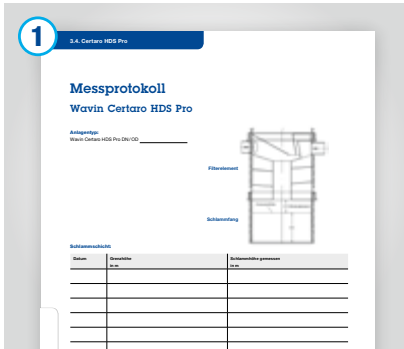 1
3.4. Certaro HDS Pro
Messprotokoll
Wavin Certaro HDS Pro
Anlagentyp:
Wavin Certaro HDS Pro DN/OD
Filterelement
Schlammfang
Schlammschicht:
Datum Grenzhöhe Schlammhöhe gemessen
in m in m